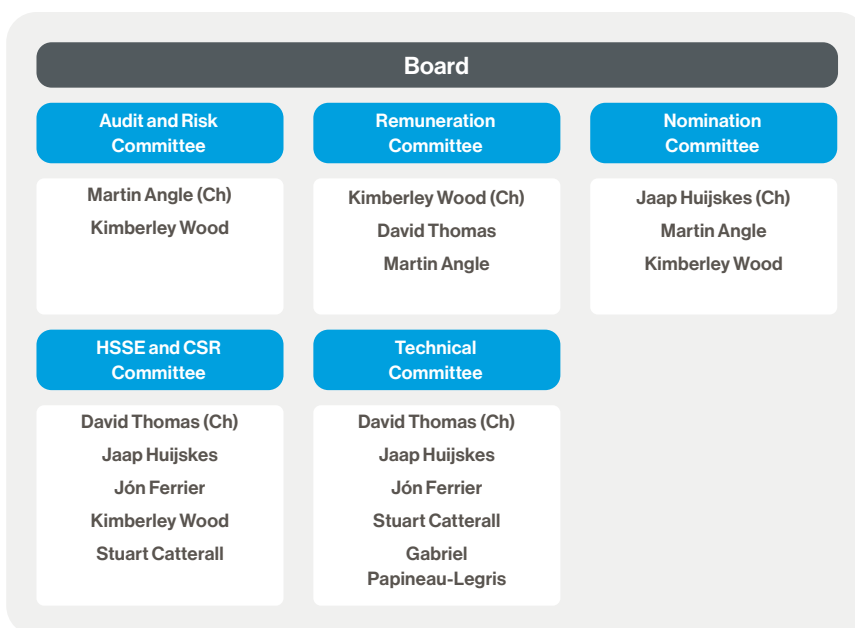 Board
Audit and Risk
Committee
Martin Angle (Ch)
Kimberley Wood
Remuneration
Committee
Kimberley Wood (Ch)
David Thomas
Martin Angle
Nomination
Committee
Jaap Huijskes (Ch)
Martin Angle
Kimberley Wood
HSSE and CSR
Committee
David Thomas (Ch)
Jaap Huijskes
Jón Ferrier
Kimberley Wood
Stuart Catterall
Technical
Committee
David Thomas (Ch)
Jaap Huijskes
Jón Ferrier
Stuart Catterall
Gabriel
Papineau-Legris